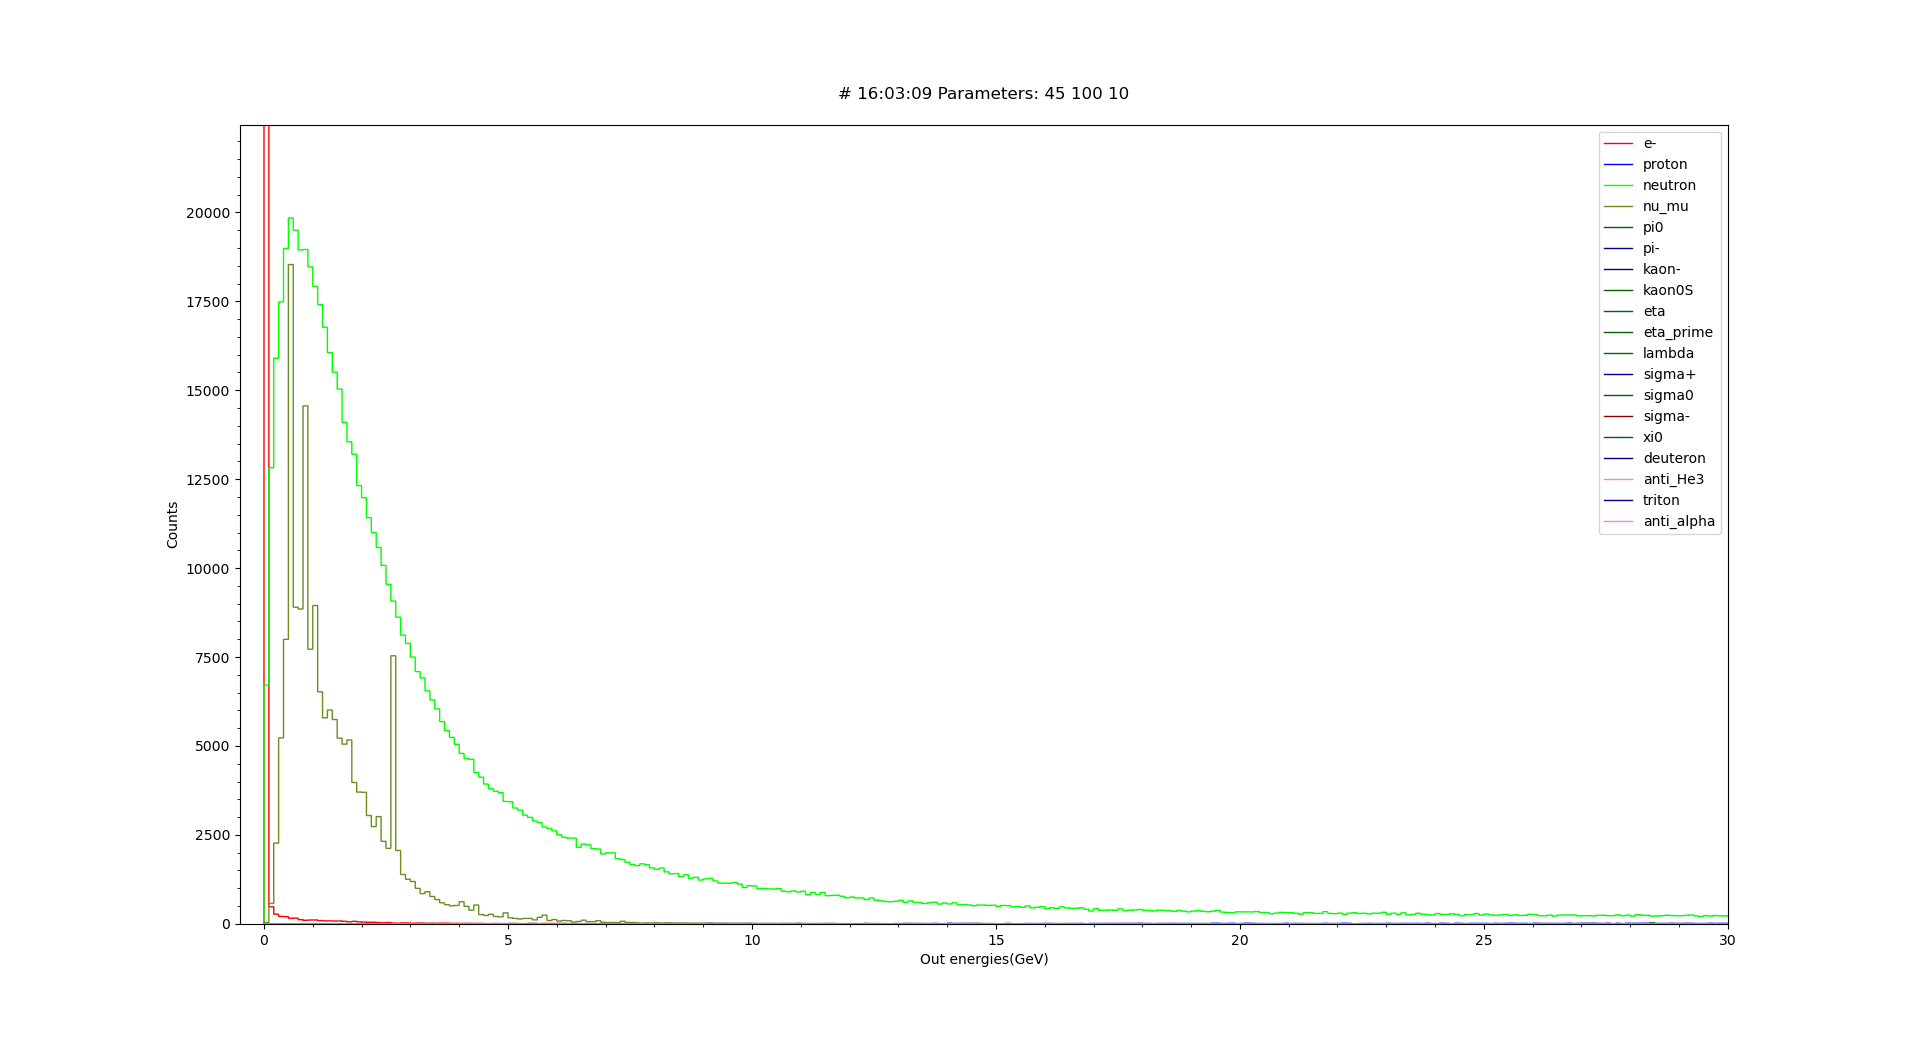 # 16:03:09 Parameters: 45 100 10
e-
proton
neutron
nu_mu
pi0
pi-
kaon-
kaon0S
eta
eta_prime
lambda
sigma+
sigma0
sigma-
xi0
deuteron
anti_He3
triton
anti_alpha
Counts
20000
17500
15000
12500
10000
7500
5000
2500
0
0 5 10 15 20 25 30
Out energies(GeV)